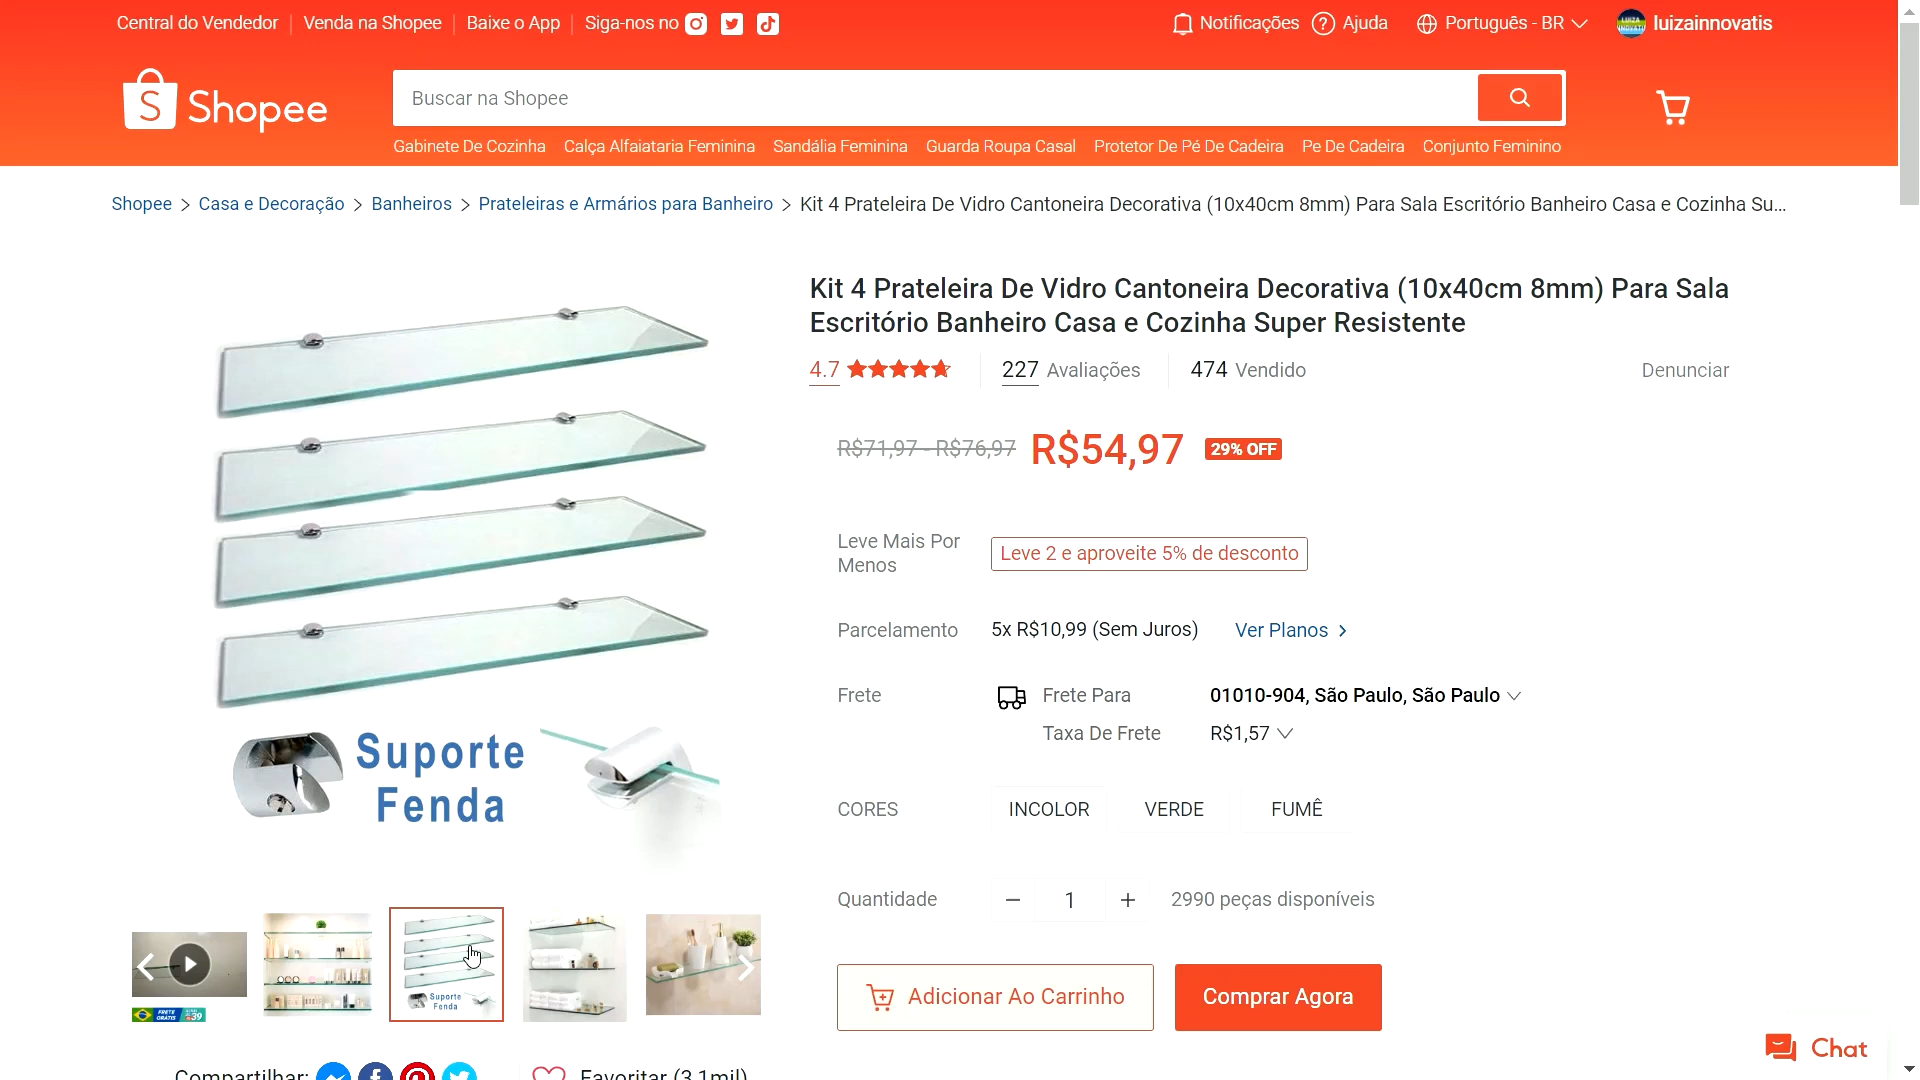 Central do Vendedor
Venda na Shopee
Baixe o App
Siga-nos no
Notificações
Ajuda
Português - BR
luizainnovatis
Shopee
Buscar na Shopee
Gabinete De Cozinha
Calça Alfaiataria Feminina
Sandália Feminina
Guarda Roupa Casal
Protetor De Pé De Cadeira
Pe De Cadeira
Conjunto Feminino
Shopee > Casa e Decoração > Banheiros > Prateleiras e Armários para Banheiro > Kit 4 Prateleira De Vidro Cantoneira Decorativa (10x40cm 8mm) Para Sala Escritório Banheiro Casa e Cozinha Su...
Kit 4 Prateleira De Vidro Cantoneira Decorativa (10x40cm 8mm) Para Sala
Escritório Banheiro Casa e Cozinha Super Resistente
4.7
227 Avaliações
474 Vendido
Denunciar
R$71,97 - R$76,97 R$54,97 29% OFF
Leve Mais Por
Menos
Leve 2 e aproveite 5% de desconto
Parcelamento
5x R$10,99 (Sem Juros)
Ver Planos >
Frete
Frete Para
01010-904, São Paulo, São Paulo
Taxa De Frete
R$1,57
CORES
INCOLOR
VERDE
FUMÊ
Quantidade
1
2990 peças disponíveis
Adicionar Ao Carrinho
Comprar Agora
Suporte
Fenda
Suporte
Fenda
FRETE
GRÁTIS
39
Compartilhar:
Favoritar (3,1mil)
Chat